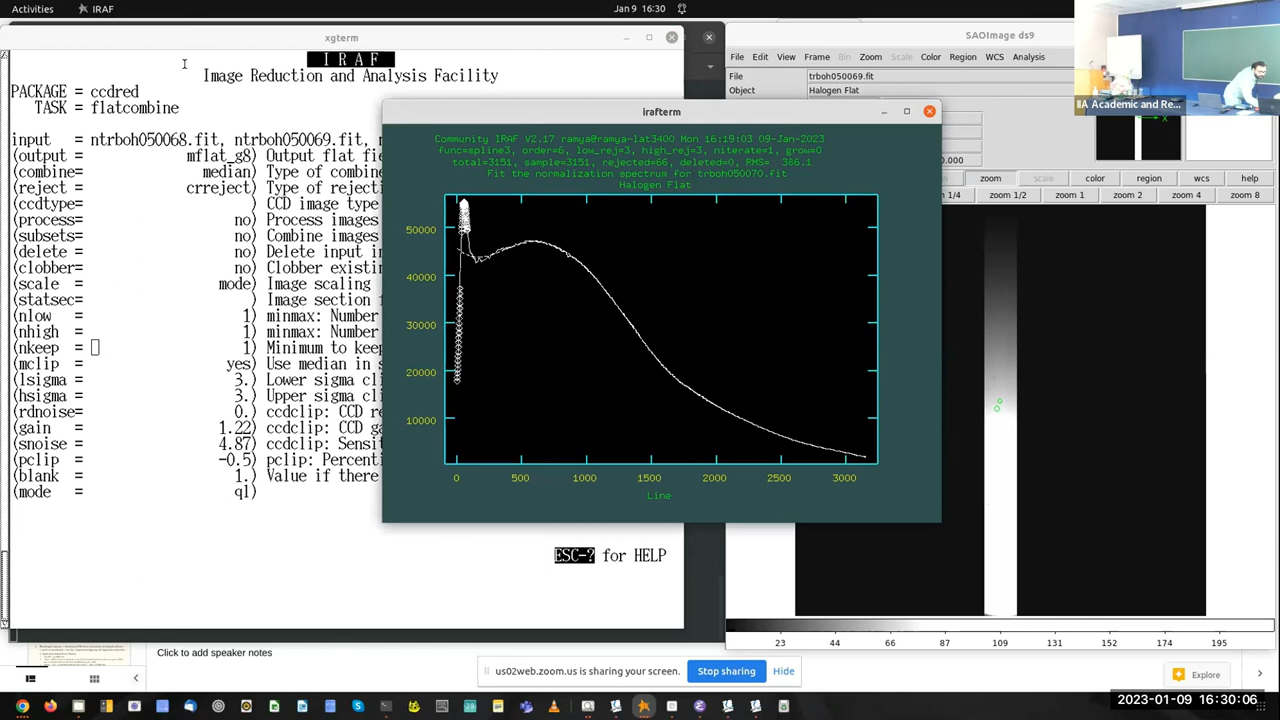 Activities
IRAF
Jan 9 16:30
xgterm
I R A F
Image Reduction and Analysis Facility
PACKAGE = ccdred
TASK = flatcombine
input = ntrboh050068.fit, ntrboh050069.fit, n
(output = mflat_g8) Output flat fie
(combine= median) Type of combi
(reject = crreject) Type of rejecti
(ccdtype= ) CCD image type
(process= no) Process images
(subsets= no) Combine images
(delete = no) Delete input i
(clobber= no) Clobber existin
(scale = mode) Image scaling
(statsec= ) Image section f
(nlow = 1) minmax: Number
(nhigh = 1) minmax: Number
(nkeep = 1) Minimum to keep
(mclip = yes) Use median in s
(lsigma = 3.) Lower sigma cli
(hsigma = 3.) Upper sigma cli
(rdnoise= 0.) ccdclip: CCD re
(gain = 1.22) ccdclip: CCD ga
(snoise = 4.87) ccdclip: Sensit
(pclip = -0.5) pclip: Percenti
(blank = 1.) Value if there
(mode = ql)
ESC-? for HELP
irafterm
Community IRAF V2.17 ramya@ramya-lat3400 Mon 16:19:03 09-Jan-2023
func=spline3, order=6, low_rej=3, high_rej=3, niterate=1, grow=0
total=3151, sample=3151, rejected=66, deleted=0, RMS= 386.1
Fit the normalization spectrum for trboh050070.fit
Halogen Flat
50000
40000
30000
20000
10000
0 500 1000 1500 2000 2500 3000
Line
SAOImage ds9
File Edit View Frame Bin Zoom Scale Color Region WCS Analysis
File trboh050069.fit
Object Halogen Flat
0.000
x
zoom scale color region wcs help
1/4 zoom 1/2 zoom 1 zoom 2 zoom 4 zoom 8
23 45 66 87 109 130 152 174 195
IIA Academic and Re...
Click to add speaker notes
us02web.zoom.us is sharing your screen.
Stop sharing
Hide
Explore
2023-01-09 16:30:06